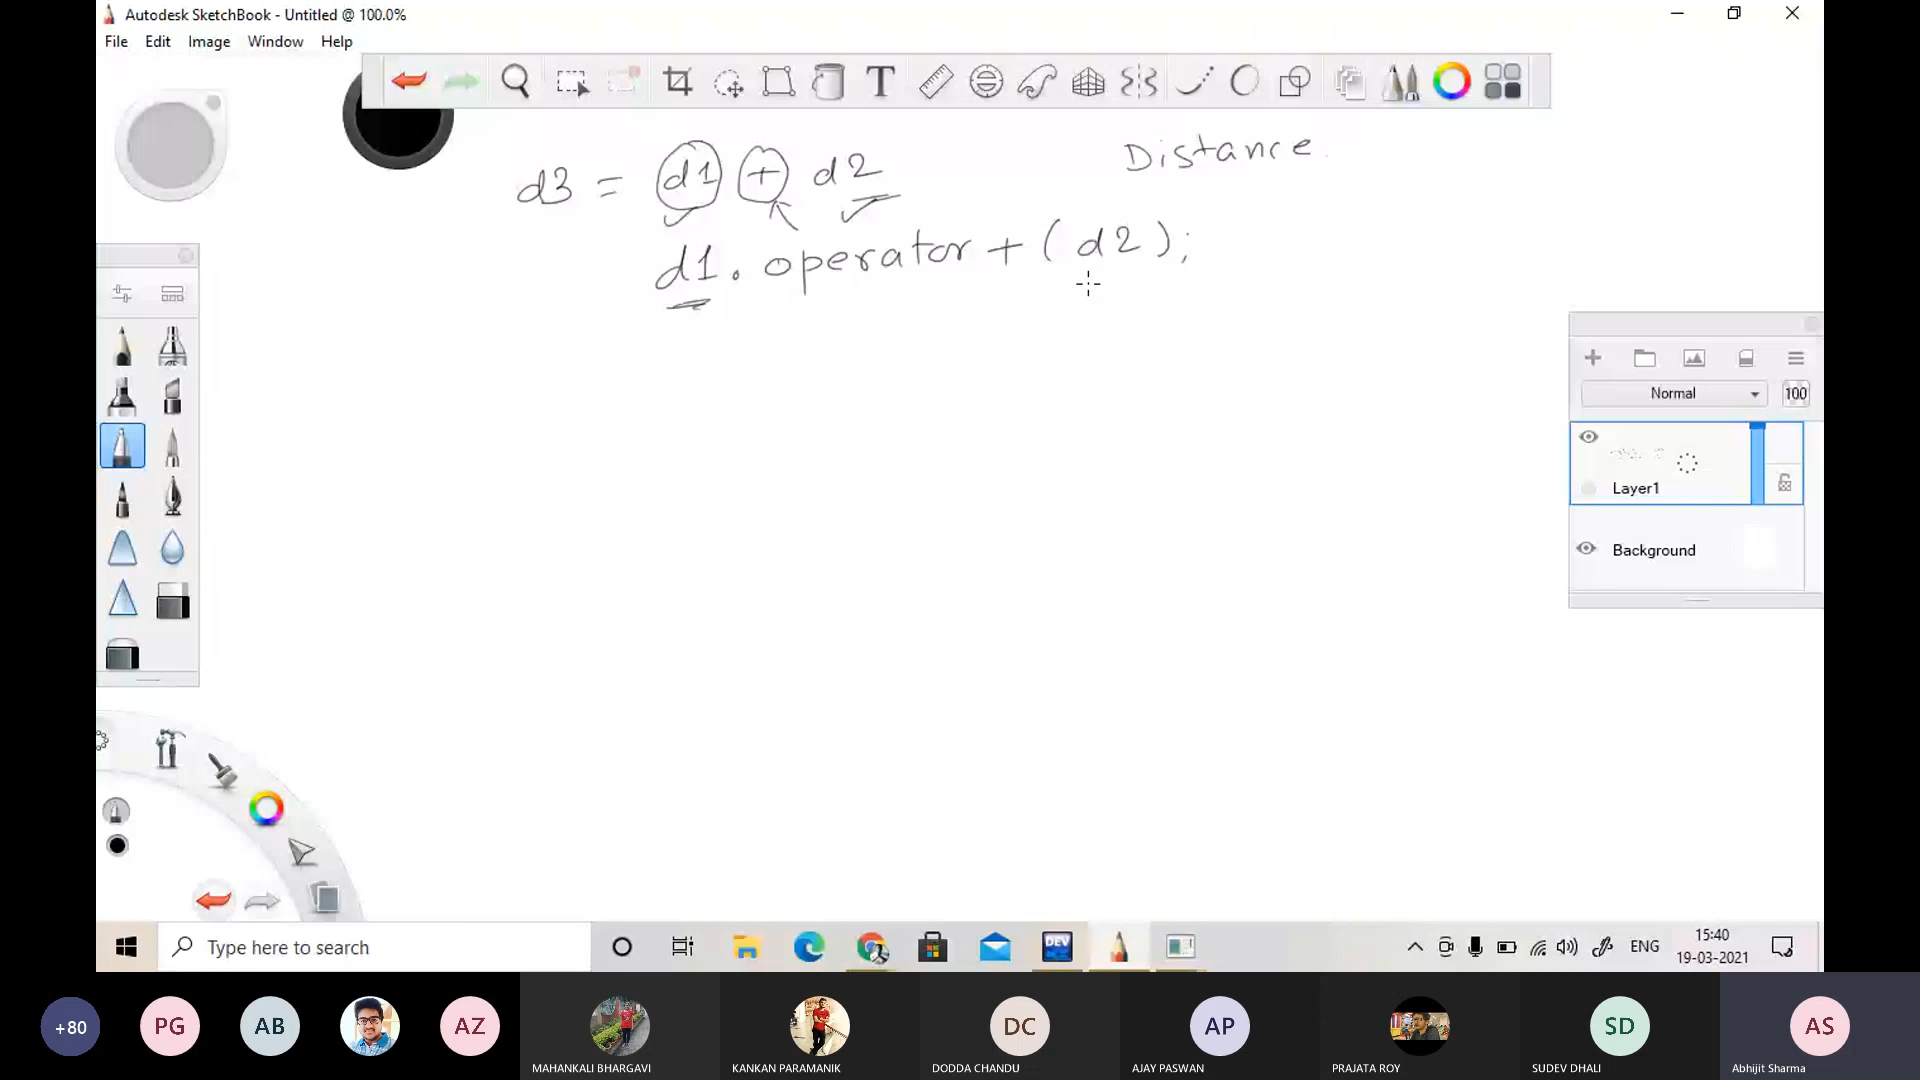 Autodesk SketchBook - Untitled @ 100.0%
File Edit Image Window Help
T
d3 = d1 + d2
Distance
d1. operator + (d2);
Normal 100
Layer1
Background
Type here to search
DEV
ENG
15:40
19-03-2021
+80 PG AB AZ DC AP SD AS
MAHANKALI BHARGAVI KANKAN PARAMANIK DODDA CHANDU AJAY PASWAN PRAJATA ROY SUDEV DHALI Abhijit Sharma